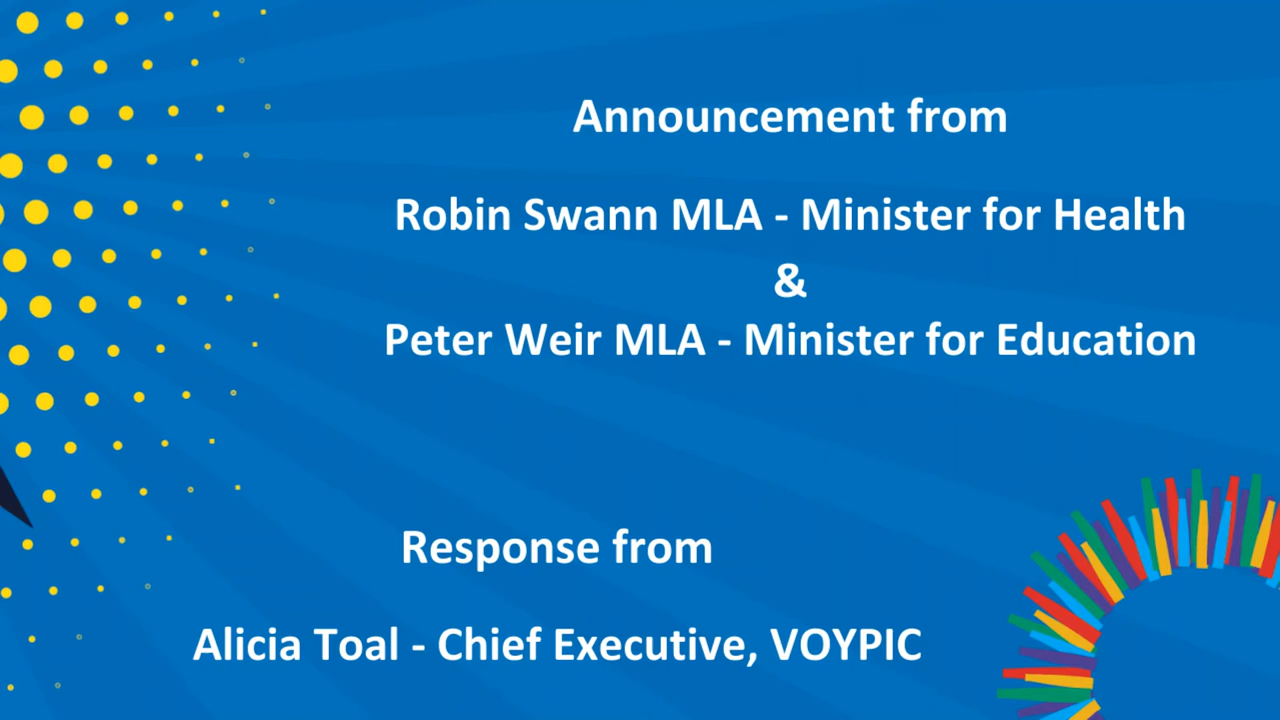 Announcement from
Robin Swann MLA - Minister for Health
&
Peter Weir MLA - Minister for Education
Response from
Alicia Toal - Chief Executive, VOYPIC